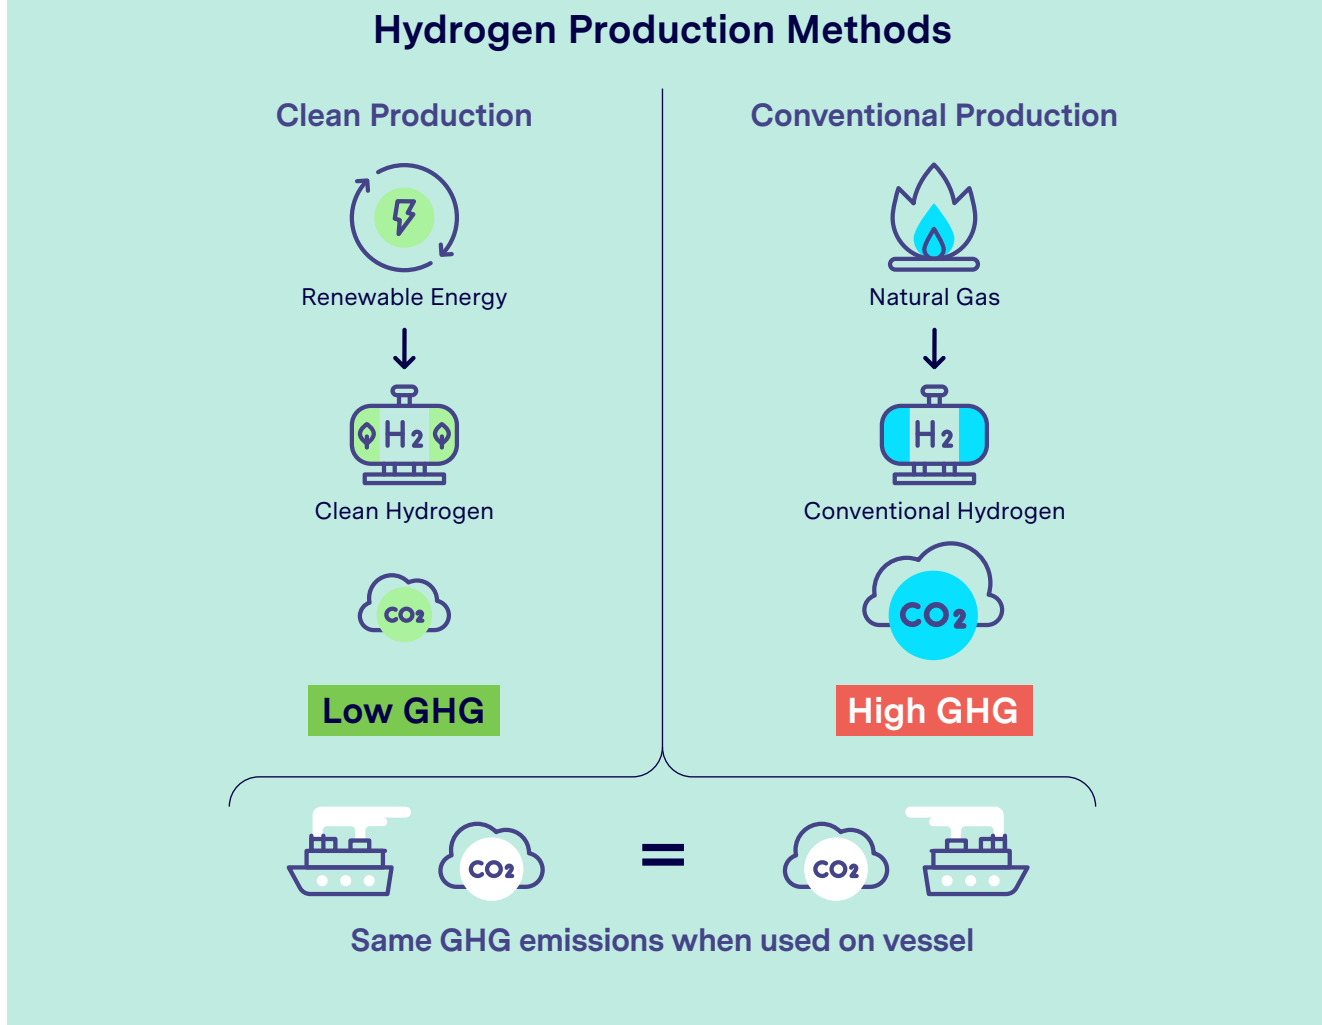 Hydrogen Production Methods
Clean Production
Renewable Energy
H2
Clean Hydrogen
CO2
Low GHG
Conventional Production
Natural Gas
H2
Conventional Hydrogen
CO2
High GHG
CO2
=
CO2
Same GHG emissions when used on vessel